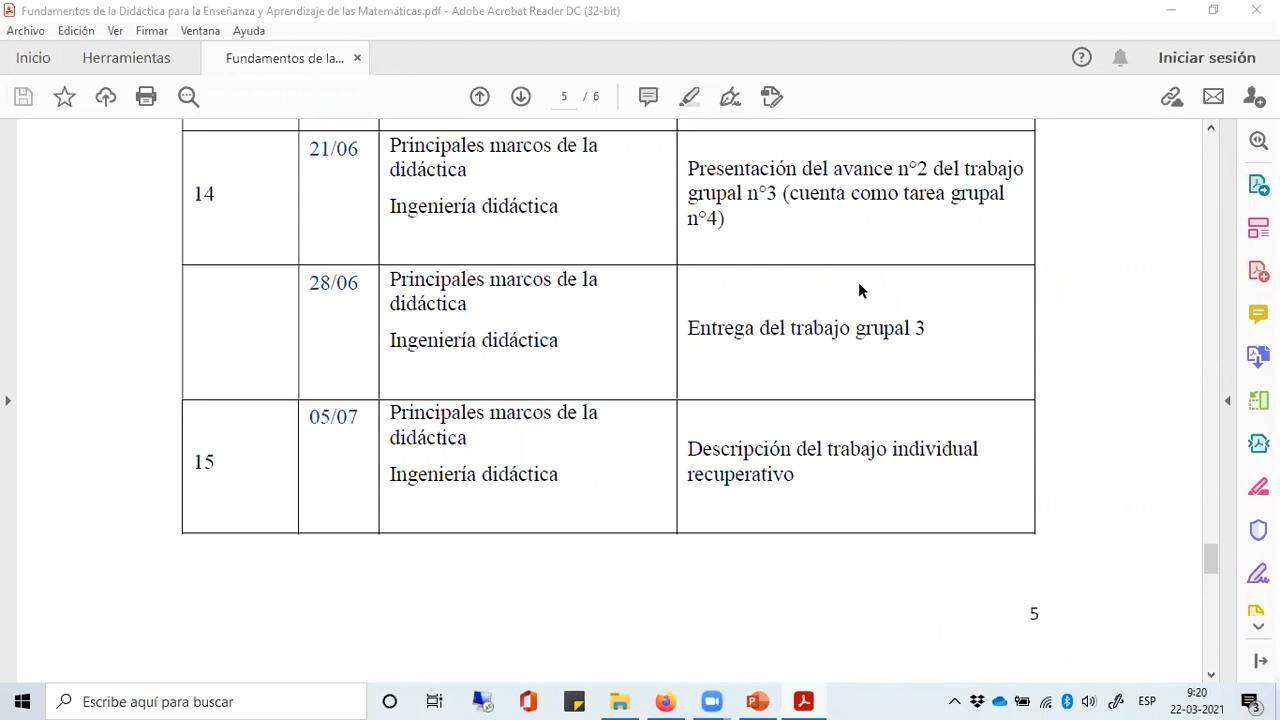 Fundamentos de la Didáctica para la Enseñanza y Aprendizaje de las Matemáticas.pdf - Adobe Acrobat Reader DC (32-bit)
Archivo Edición Ver Firmar Ventana Ayuda
Inicio Herramientas Fundamentos de la... × Iniciar sesión
5 / 6
14
21/06
Principales marcos de la
didáctica
Ingeniería didáctica
Presentación del avance n°2 del trabajo
grupal n°3 (cuenta como tarea grupal
n°4)
28/06
Principales marcos de la
didáctica
Ingeniería didáctica
Entrega del trabajo grupal 3
15
05/07
Principales marcos de la
didáctica
Ingeniería didáctica
Descripción del trabajo individual
recuperativo
5
Escribe aquí para buscar
ESP
9:20
22-03-2021
3